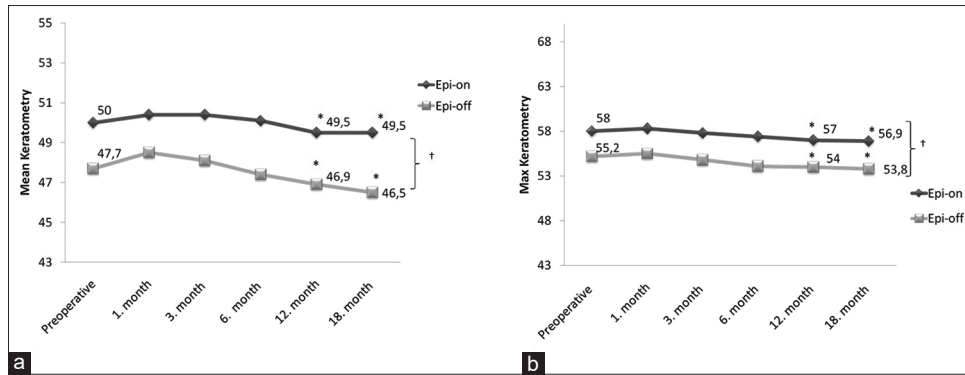 55
53
51
49
47
45
43
Mean Keratometry
50
47,7
* 49,5
* 49,5
* 46,9
* 46,5
†
Epi-on
Epi-off
Preoperative
1. month
3. month
6. month
12. month
18. month
a
68
63
58
53
48
43
Max Keratometry
58
55,2
* 57
* 56,9
* 54
* 53,8
†
Epi-on
Epi-off
Preoperative
1. month
3. month
6. month
12. month
18. month
b